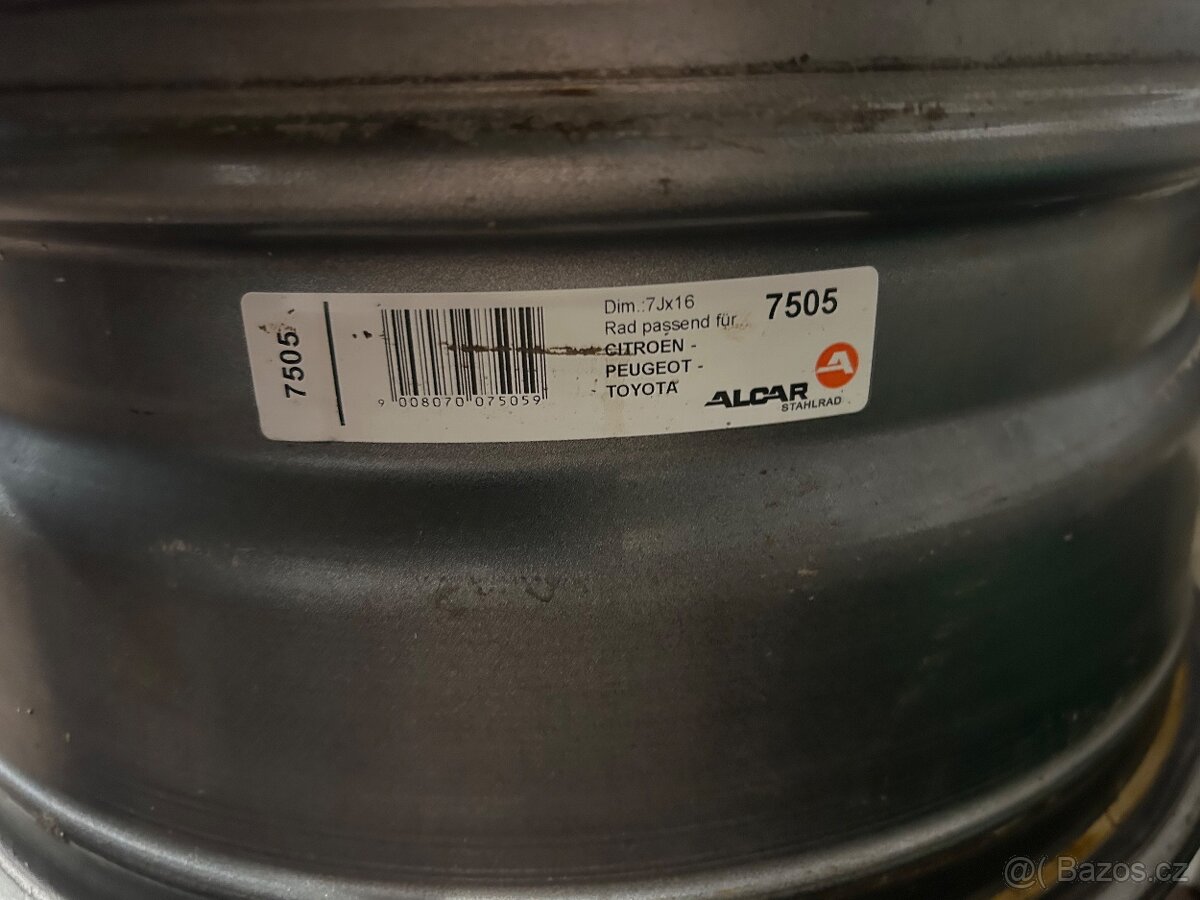 7505
9 008070 075059
Dim.:7Jx16
Rad passend für
CITROEN -
PEUGEOT -
TOYOTA
7505
A
ALCAR
STAHLRAD
@( Bazos.cz